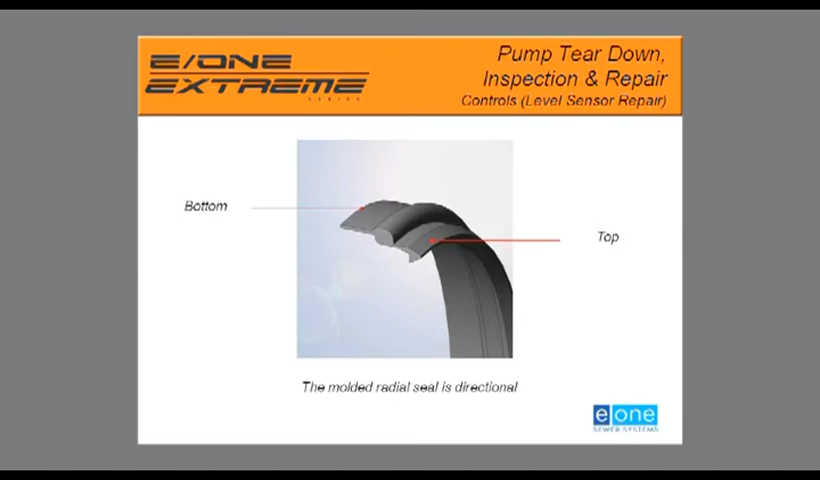 E/ONE
EXTREME
SERIES
Pump Tear Down,
Inspection & Repair
Controls (Level Sensor Repair)
Bottom
Top
The molded radial seal is directional
e|one
SEWER SYSTEMS